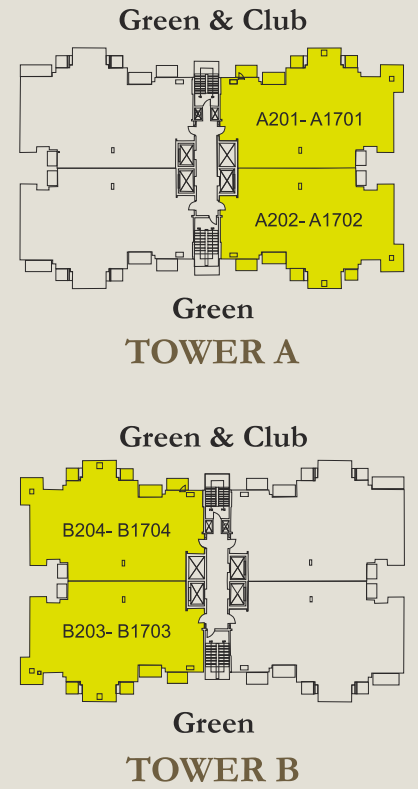 Green & Club
A201- A1701
A202- A1702
Green
TOWER A
Green & Club
B204- B1704
B203- B1703
Green
TOWER B